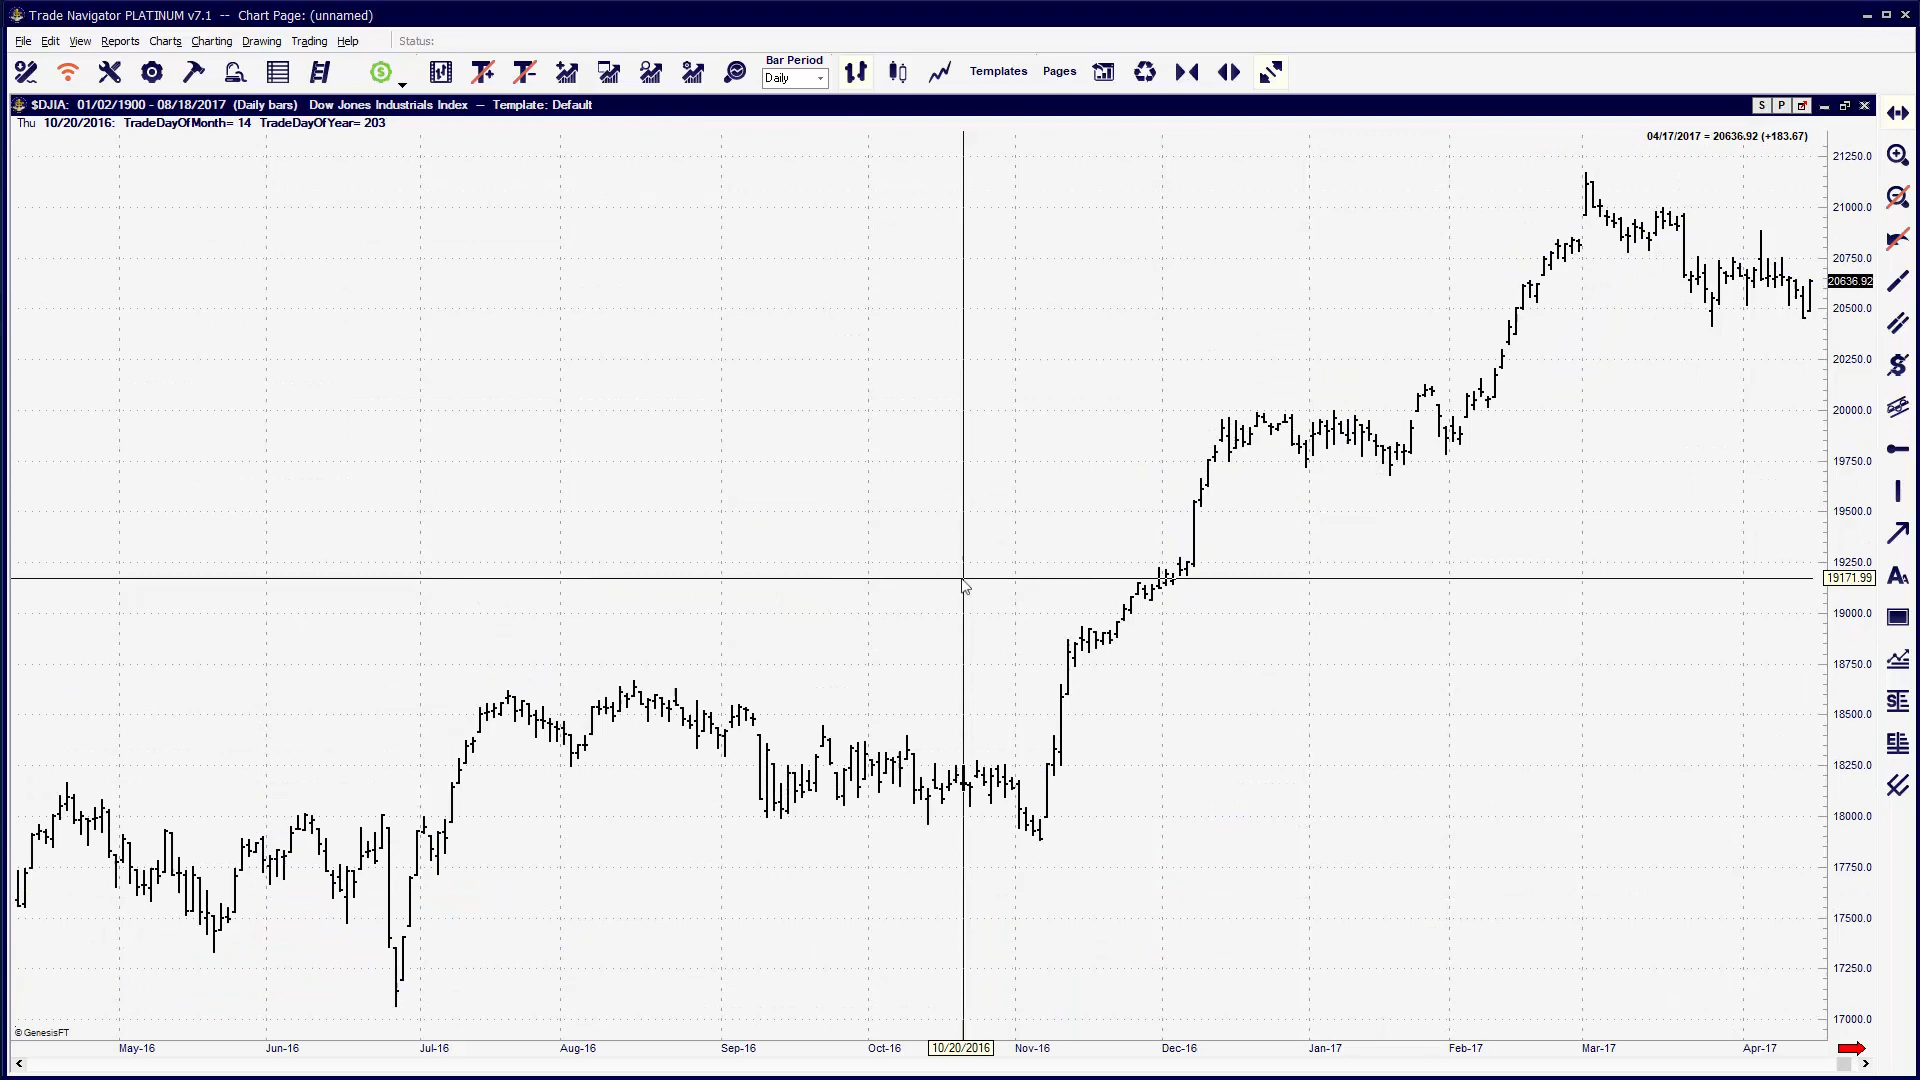 Trade Navigator PLATINUM v7.1 -- Chart Page: (unnamed)
File Edit View Reports Charts Charting Drawing Trading Help Status:
Bar Period
Daily
Templates Pages
$DJIA: 01/02/1900 - 08/18/2017 (Daily bars) Dow Jones Industrials Index — Template: Default
S P
Thu 10/20/2016: TradeDayOfMonth= 14 TradeDayOfYear= 203
04/17/2017 = 20636.92 (+183.67)
21250.0
21000.0
20750.0
20636.92
20500.0
20250.0
20000.0
19750.0
19500.0
19250.0
19171.99
19000.0
18750.0
18500.0
18250.0
18000.0
17750.0
17500.0
17250.0
17000.0
© GenesisFT
May-16 Jun-16 Jul-16 Aug-16 Sep-16 Oct-16 10/20/2016 Nov-16 Dec-16 Jan-17 Feb-17 Mar-17 Apr-17